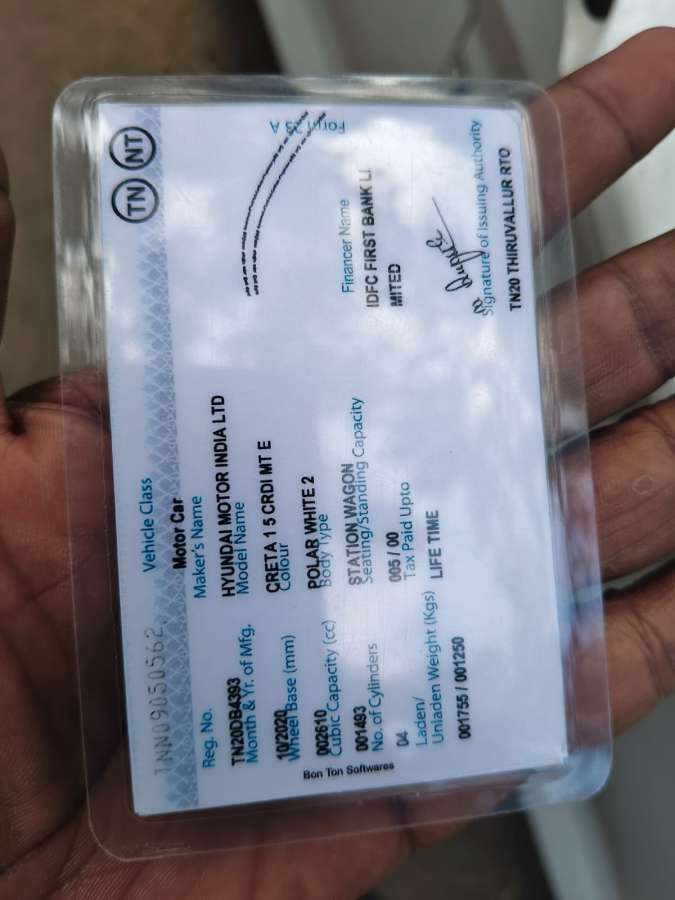 TNN09050562
TN NT
Form 23 A
Vehicle Class
Motor Car
Reg. No.
TN20DB4393
Maker's Name
HYUNDAI MOTOR INDIA LTD
Month & Yr. of Mfg.
10/2020
Model Name
CRETA 1 5 CRDI MT E
Wheel Base (mm)
002610
Colour
POLAR WHITE 2
Cubic Capacity (cc)
001493
Body Type
STATION WAGON
No. of Cylinders
04
Seating/Standing Capacity
005 / 00
Laden/
Unladen Weight (Kgs)
001755 / 001250
Tax Paid Upto
LIFE TIME
Financer Name
IDFC FIRST BANK LI
MITED
Signature of Issuing Authority
TN20 THIRUVALLUR RTO
Bon Ton Softwares